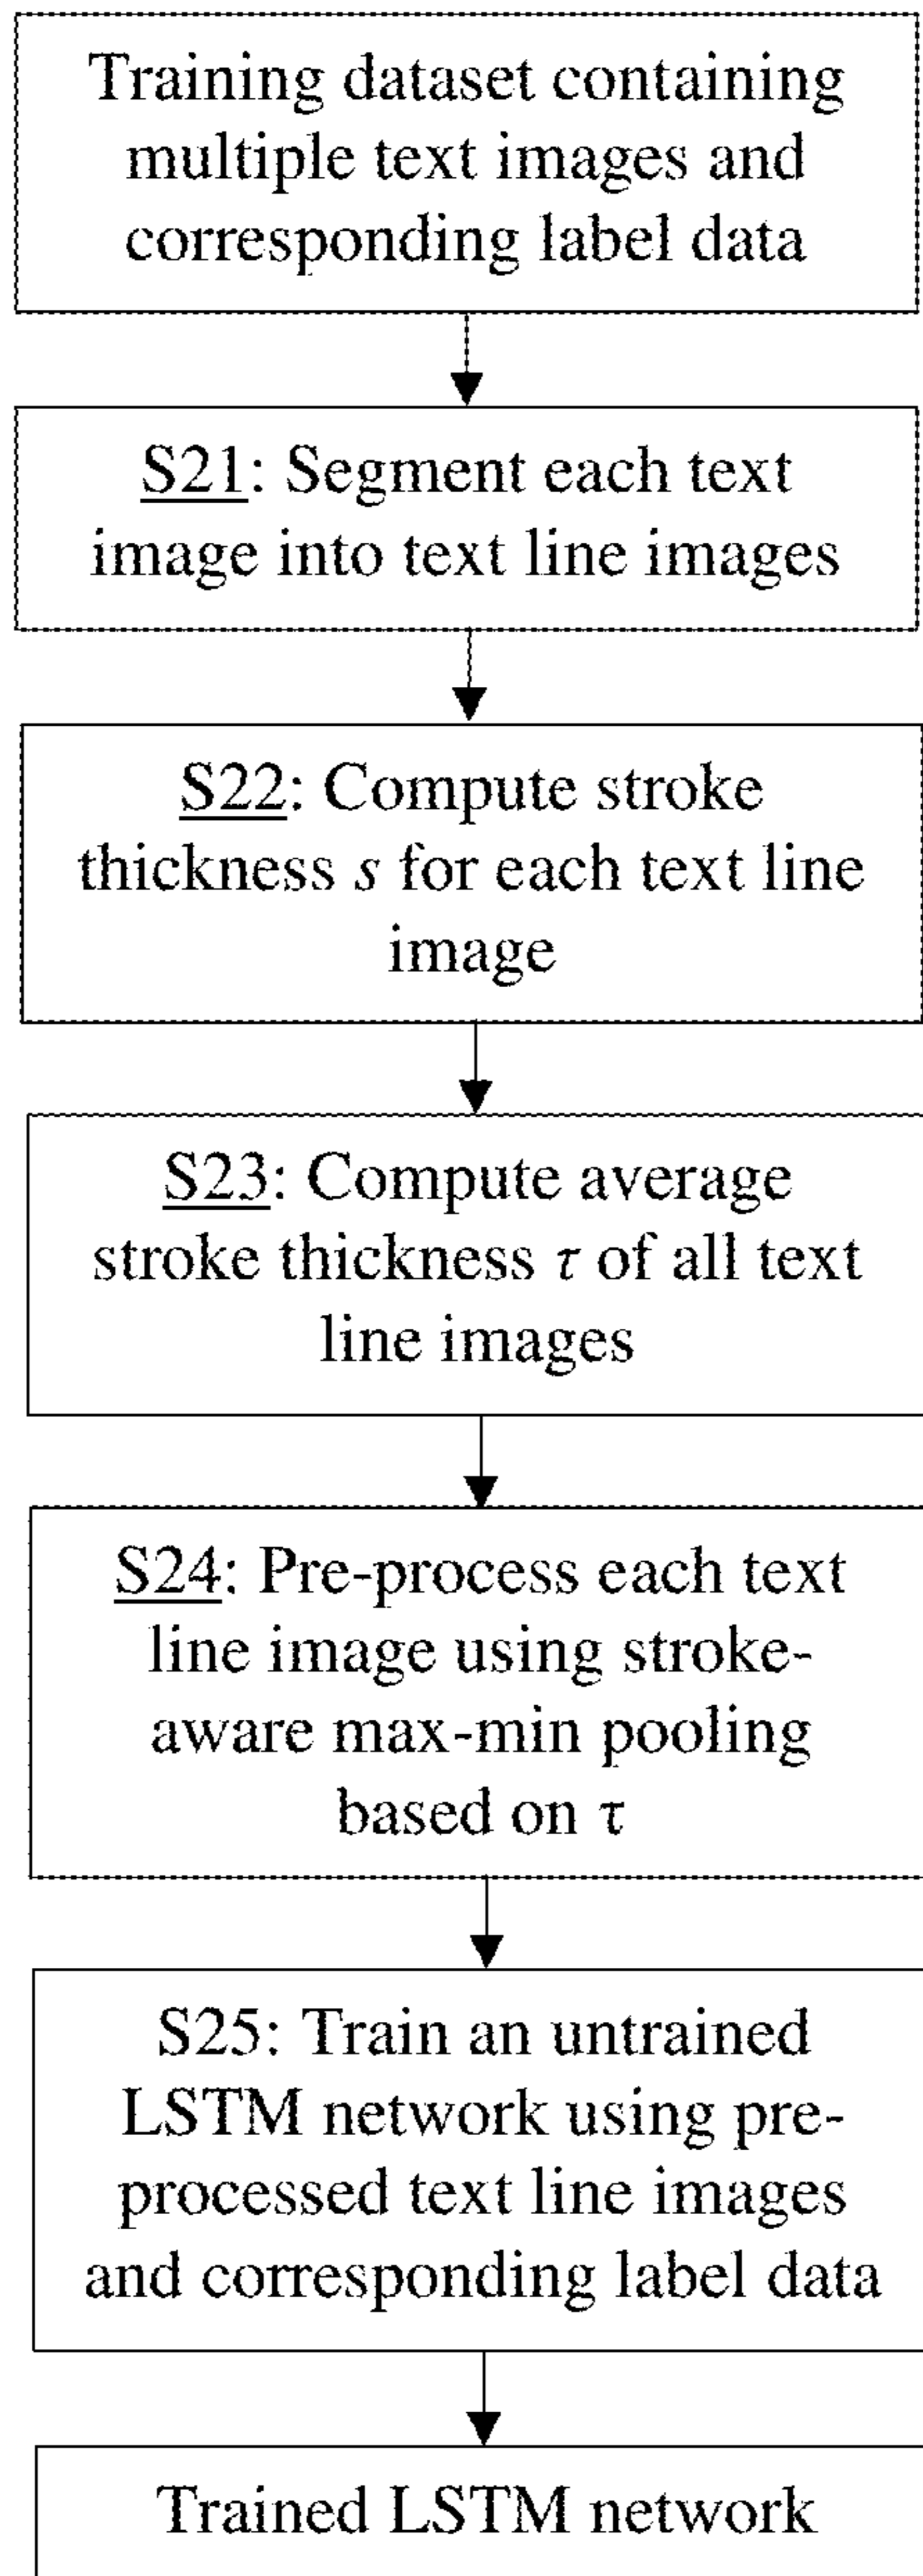 Training dataset containing
multiple text images and
corresponding label data
S21: Segment each text
image into text line images
S22: Compute stroke
thickness s for each text line
image
S23: Compute average
stroke thickness τ of all text
line images
S24: Pre-process each text
line image using stroke-
aware max-min pooling
based on τ
S25: Train an untrained
LSTM network using pre-
processed text line images
and corresponding label data
Trained LSTM network